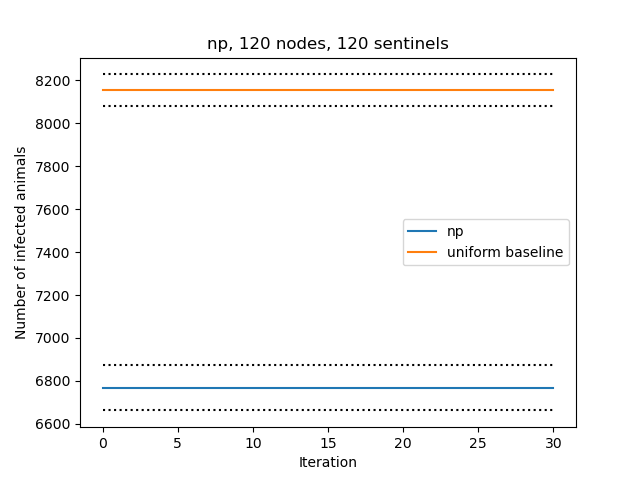 np, 120 nodes, 120 sentinels
Number of infected animals
8200
8000
7800
7600
7400
7200
7000
6800
6600
np
uniform baseline
0 5 10 15 20 25 30
Iteration